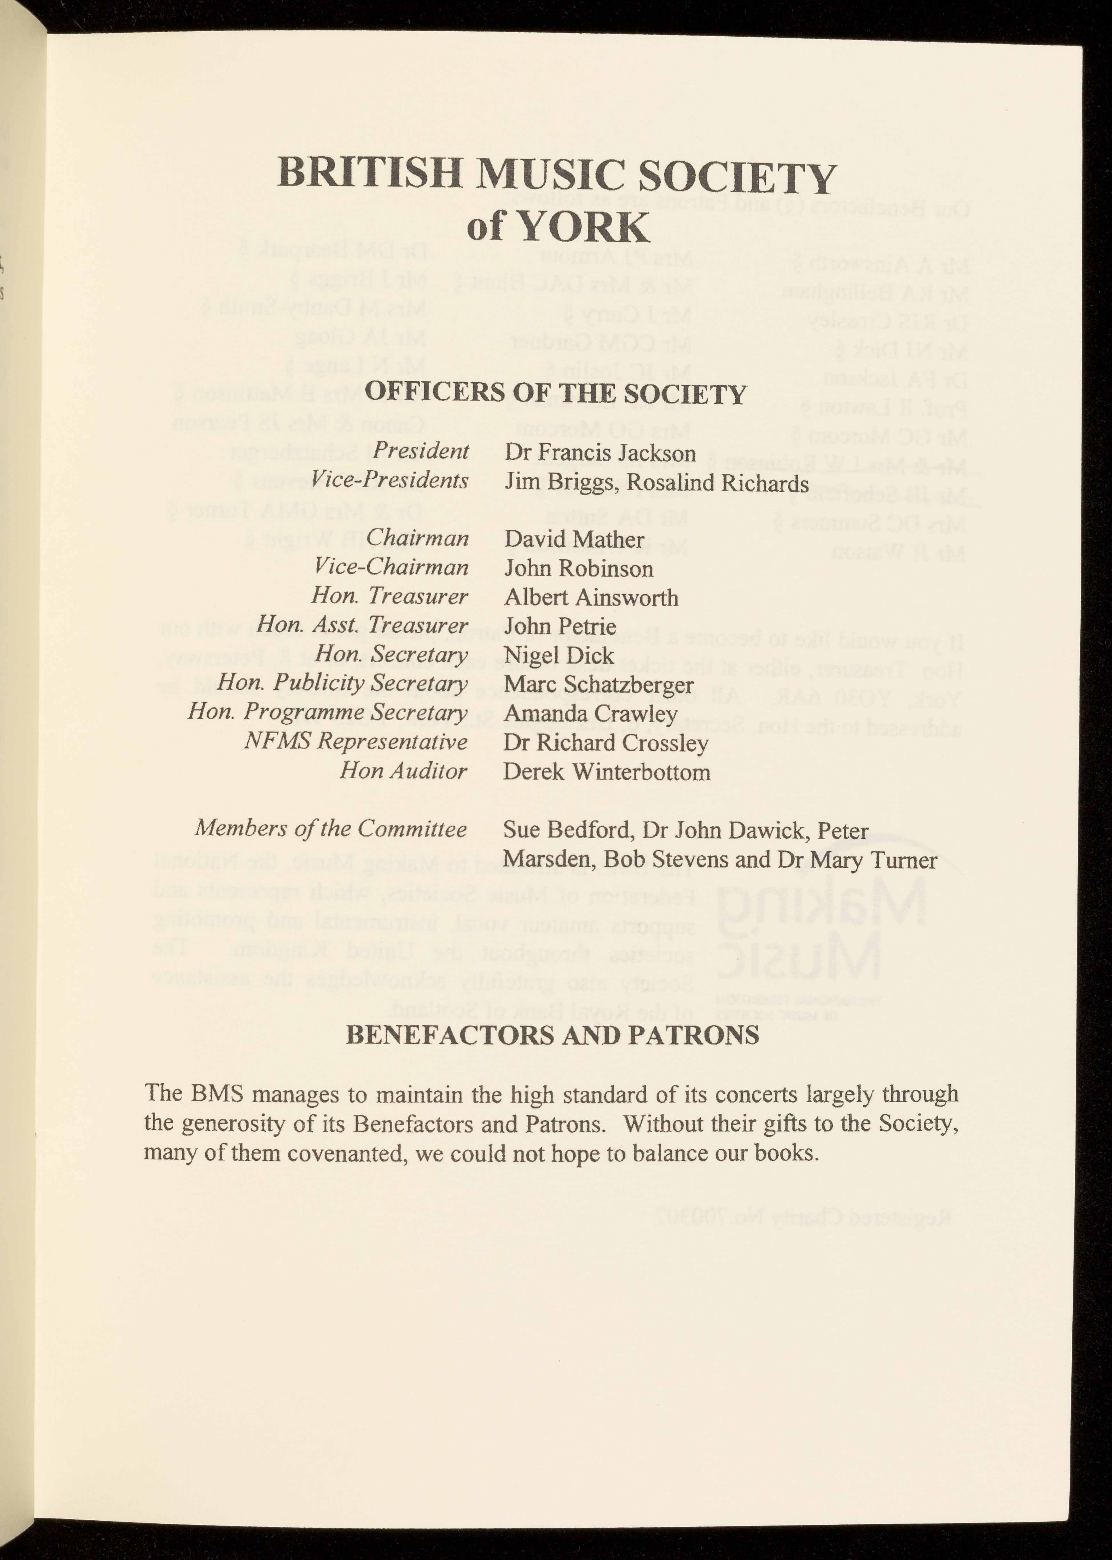 BRITISH MUSIC SOCIETY
of YORK
OFFICERS OF THE SOCIETY
President Dr Francis Jackson
Vice-Presidents Jim Briggs, Rosalind Richards
Chairman David Mather
Vice-Chairman John Robinson
Hon. Treasurer Albert Ainsworth
Hon. Asst. Treasurer John Petrie
Hon. Secretary Nigel Dick
Hon. Publicity Secretary Marc Schatzberger
Hon. Programme Secretary Amanda Crawley
NFMS Representative Dr Richard Crossley
Hon Auditor Derek Winterbottom
Members of the Committee Sue Bedford, Dr John Dawick, Peter
Marsden, Bob Stevens and Dr Mary Turner
BENEFACTORS AND PATRONS
The BMS manages to maintain the high standard of its concerts largely through
the generosity of its Benefactors and Patrons. Without their gifts to the Society,
many of them covenanted, we could not hope to balance our books.